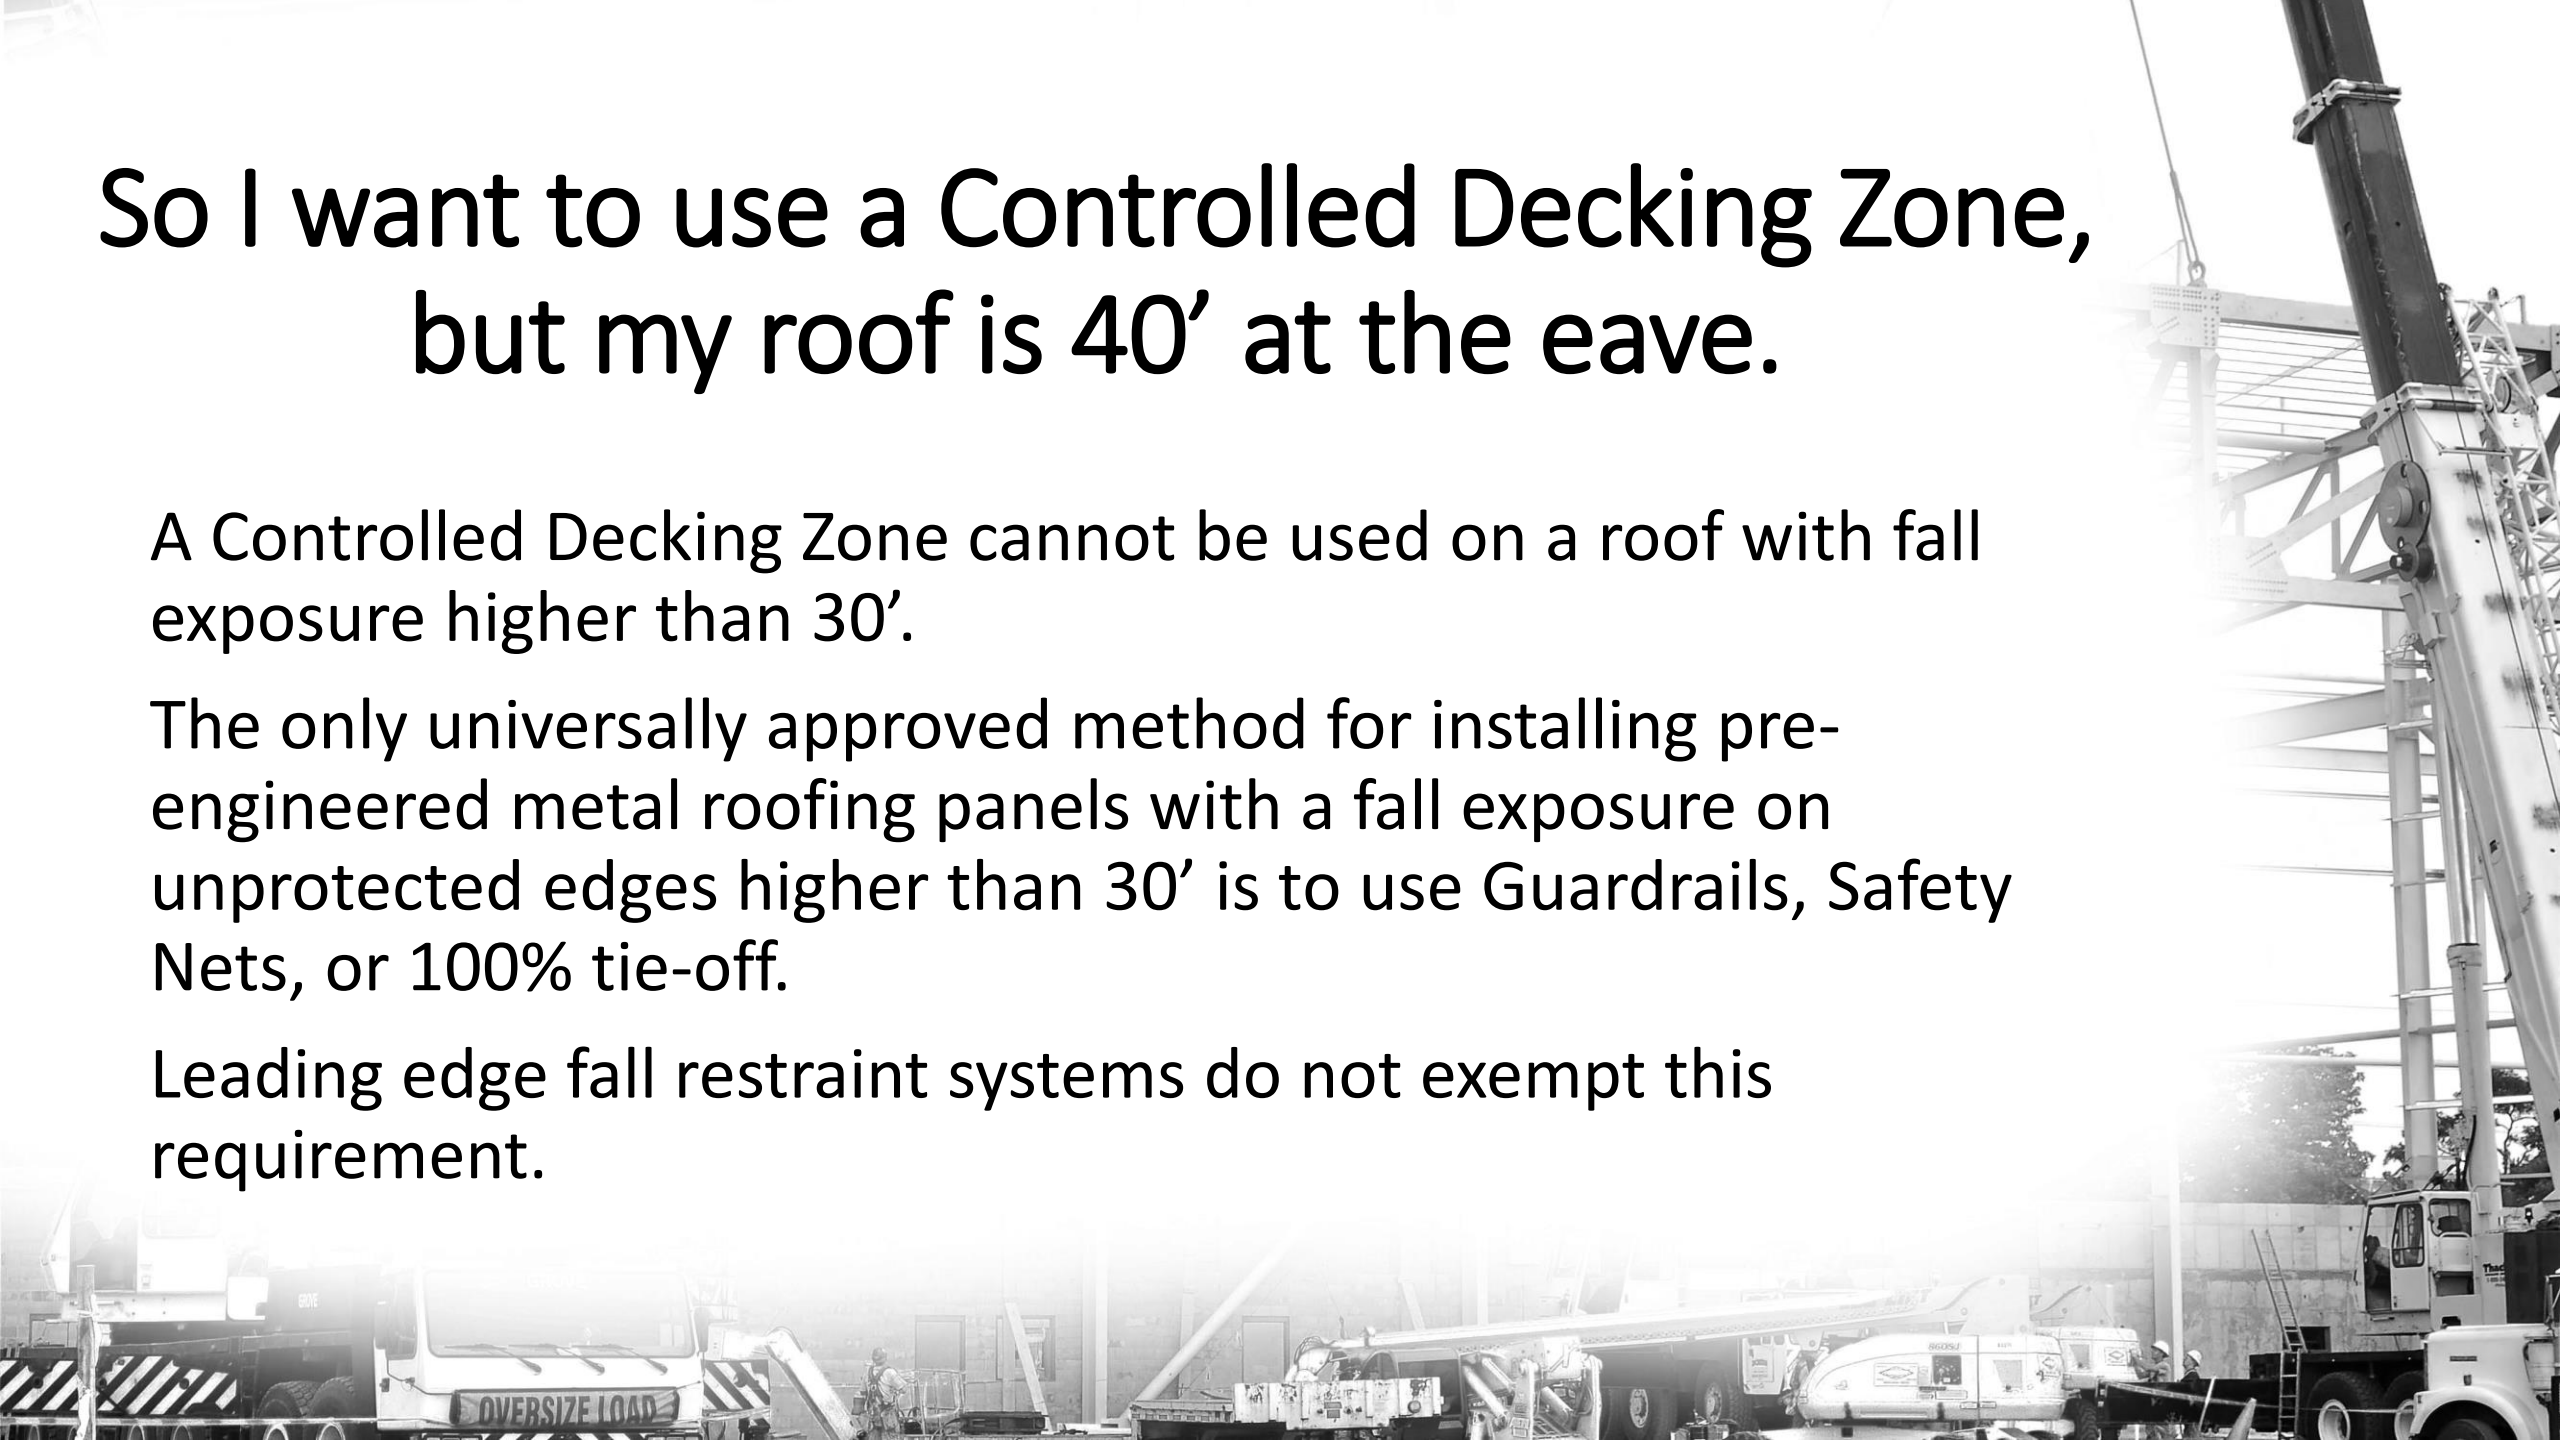 So I want to use a Controlled Decking Zone,
but my roof is 40’ at the eave.
A Controlled Decking Zone cannot be used on a roof with fall
exposure higher than 30’.
The only universally approved method for installing pre-
engineered metal roofing panels with a fall exposure on
unprotected edges higher than 30’ is to use Guardrails, Safety
Nets, or 100% tie-off.
Leading edge fall restraint systems do not exempt this
requirement.
GROVE
OVERSIZE LOAD